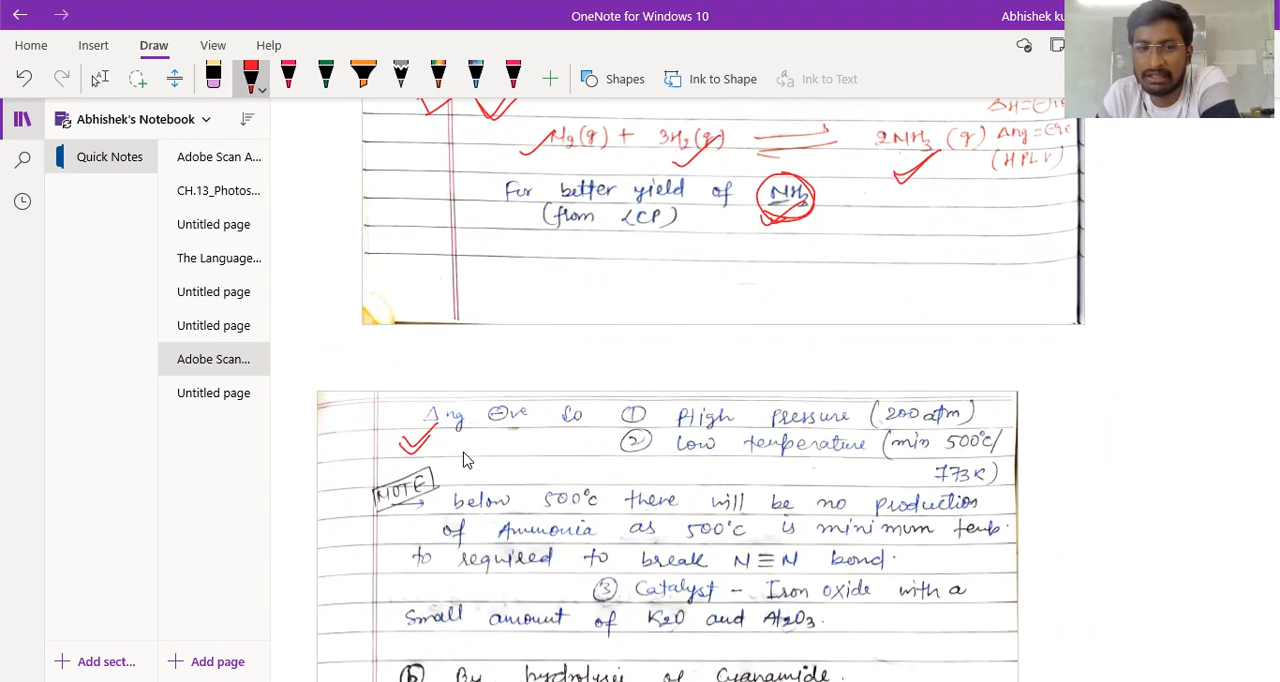 OneNote for Windows 10
Abhishek ku
Home Insert Draw View Help
Shapes Ink to Shape Ink to Text
Abhishek's Notebook
Quick Notes
Adobe Scan A...
CH.13_Photos...
Untitled page
The Language...
Untitled page
Untitled page
Adobe Scan...
Untitled page
Add sect...
Add page
N2(g) + 3H2(g) ⇌ 2NH3 (g) Δng = ⊖ve
(HPLV)
For better yield of NH3
(from LCP)
Δng ⊖ve so ① High Pressure (200 atm)
② Low temperature (min 500°C/
773K)
NOTE
→ below 500°C there will be no production
of Ammonia as 500°C is minimum temp.
to required to break N≡N bond.
③ Catalyst - Iron oxide with a
small amount of K2O and Al2O3.
(b) By hydrolysis of Cyanamide.